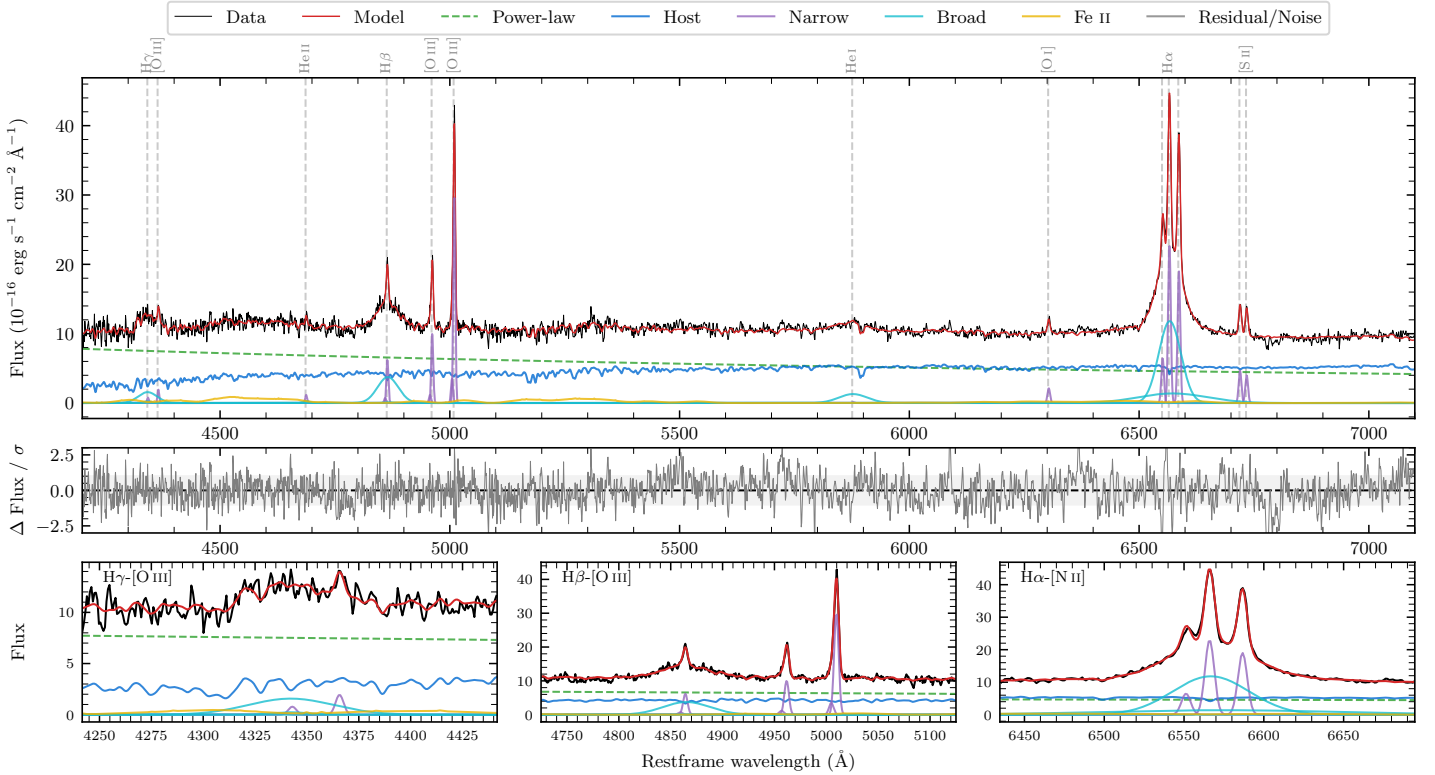 Data Model Power-law Host Narrow Broad Fe II Residual/Noise
Hγ [O III] He II Hβ [O III] [O III] He I [O I] Hα [S II]
Flux (10⁻¹⁶ erg s⁻¹ cm⁻² Å⁻¹)
40
30
20
10
0
4500 5000 5500 6000 6500 7000
Δ Flux / σ
2.5
0.0
−2.5
4500 5000 5500 6000 6500 7000
Flux
Hγ-[O III]
10
5
0
4250 4275 4300 4325 4350 4375 4400 4425
Hβ-[O III]
40
30
20
10
0
4750 4800 4850 4900 4950 5000 5050 5100
Hα-[N II]
40
30
20
10
0
6450 6500 6550 6600 6650
Restframe wavelength (Å)